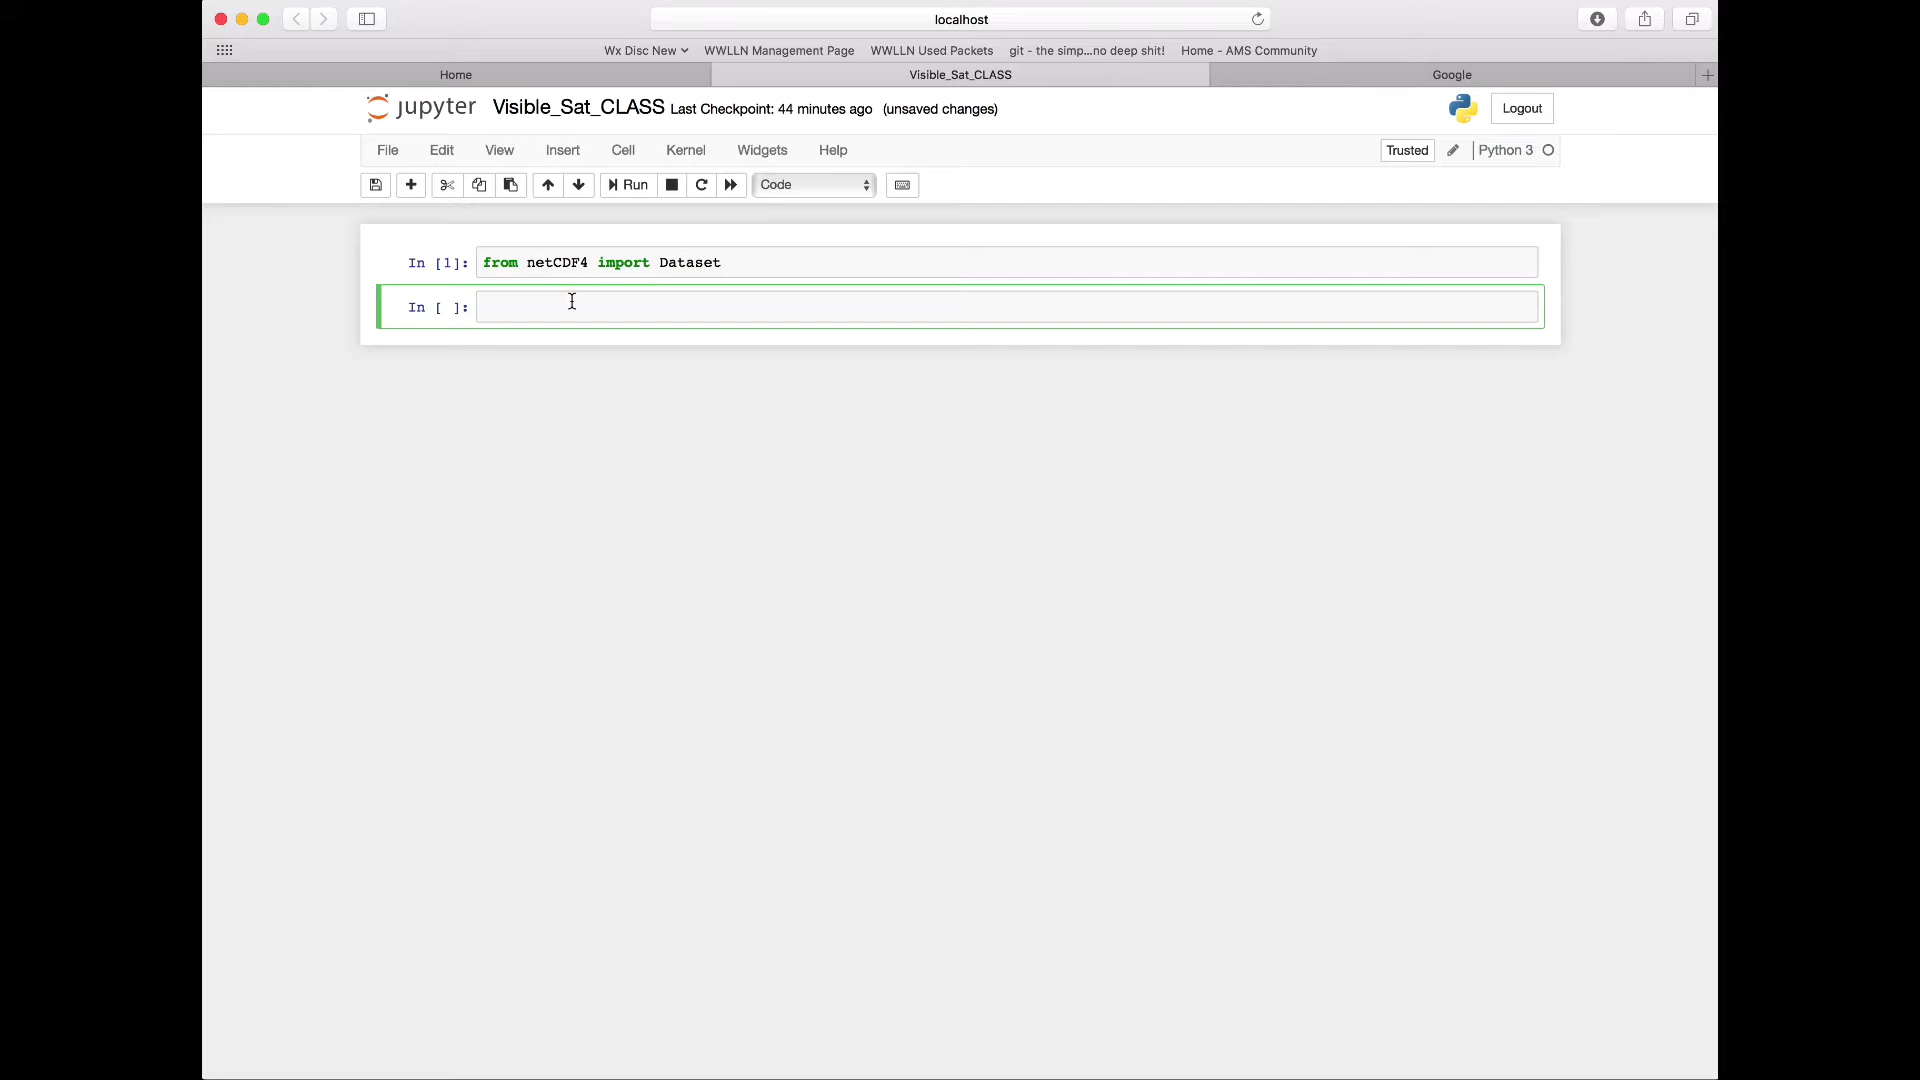 localhost
Wx Disc New WWLLN Management Page WWLLN Used Packets git - the simp...no deep shit! Home - AMS Community
Home Visible_Sat_CLASS Google
jupyter Visible_Sat_CLASS Last Checkpoint: 44 minutes ago (unsaved changes) Logout
File Edit View Insert Cell Kernel Widgets Help Trusted Python 3
Run Code
In [1]: from netCDF4 import Dataset
In [ ]: